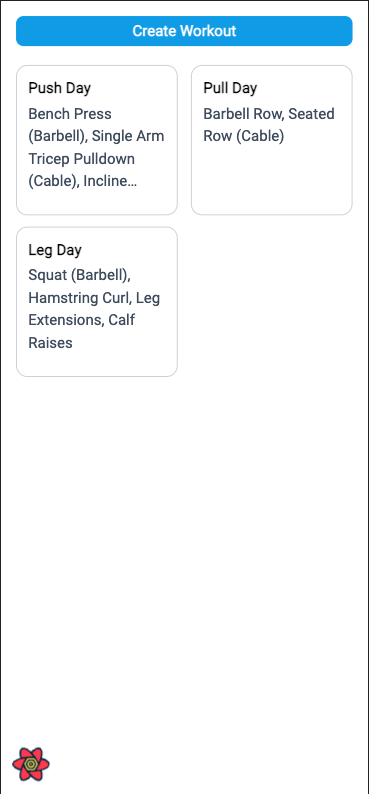 Create Workout
Push Day
Bench Press
(Barbell), Single Arm
Tricep Pulldown
(Cable), Incline…
Pull Day
Barbell Row, Seated
Row (Cable)
Leg Day
Squat (Barbell),
Hamstring Curl, Leg
Extensions, Calf
Raises